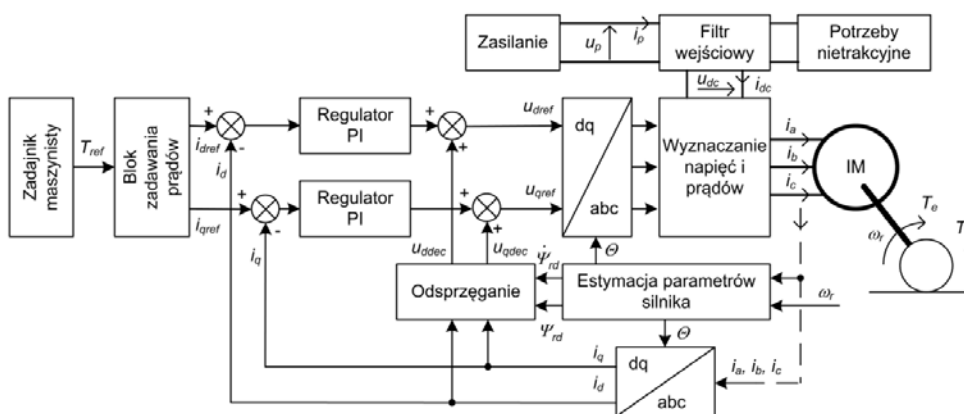 Zasilanie
u_p
i_p
Filtr
wejściowy
Potrzeby
nietrakcyjne
u_dc
i_dc
Zadajnik
maszynisty
T_ref
Blok
zadawania
prądów
+
i_dref
-
i_d
Regulator
PI
+
+
u_dref
dq
abc
Wyznaczanie
napięć i
prądów
i_a
i_b
i_c
IM
T_e
ω_r
T
i_qref
+
-
i_q
Regulator
PI
+
+
u_qref
u_ddec
u_qdec
Odsprzęganie
Ψ̇_rd
Ψ_rd
Θ
Estymacja parametrów
silnika
ω_r
Θ
i_q
i_d
dq
abc
i_a, i_b, i_c